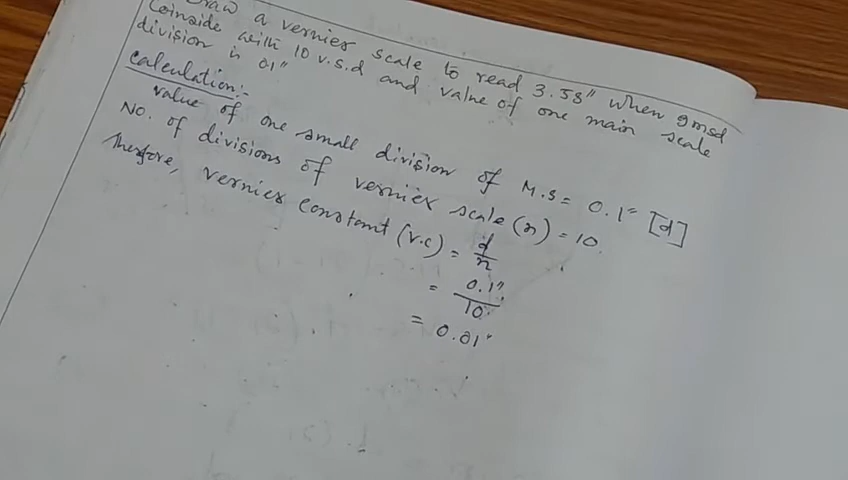 Draw a vernier scale to read 3.58" when 9msd
Coinside with 10 v.s.d and value of one main scale
division is 01"
Calculation:-
value of one small division of M.S = 0.1" [d]
No. of divisions of vernier scale (n) = 10.
Therefore, vernier constant (v.c) = d/n
= 0.1"/10
= 0.01"